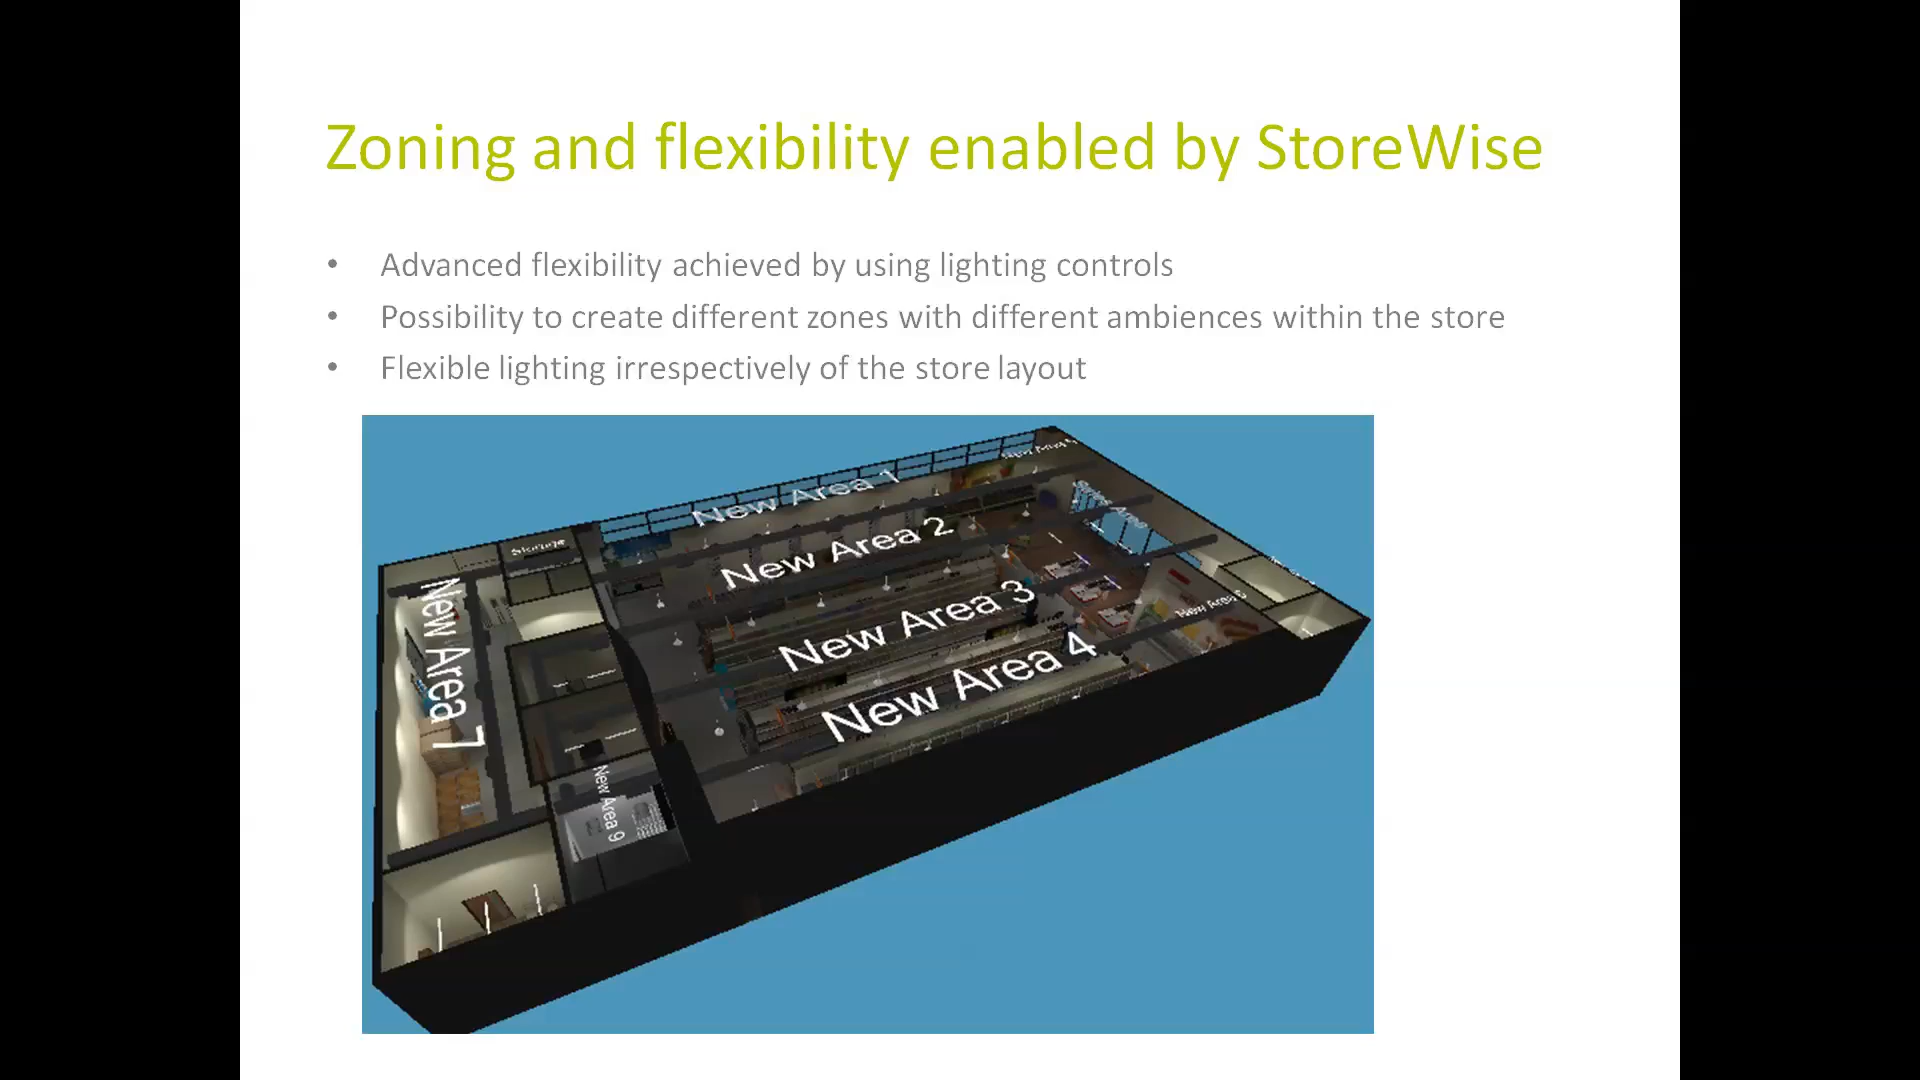 Zoning and flexibility enabled by StoreWise
• Advanced flexibility achieved by using lighting controls
• Possibility to create different zones with different ambiences within the store
• Flexible lighting irrespectively of the store layout
New Area 1
New Area 2
New Area 3
New Area 4
Storage
New Area 7
New Area 9
New Area